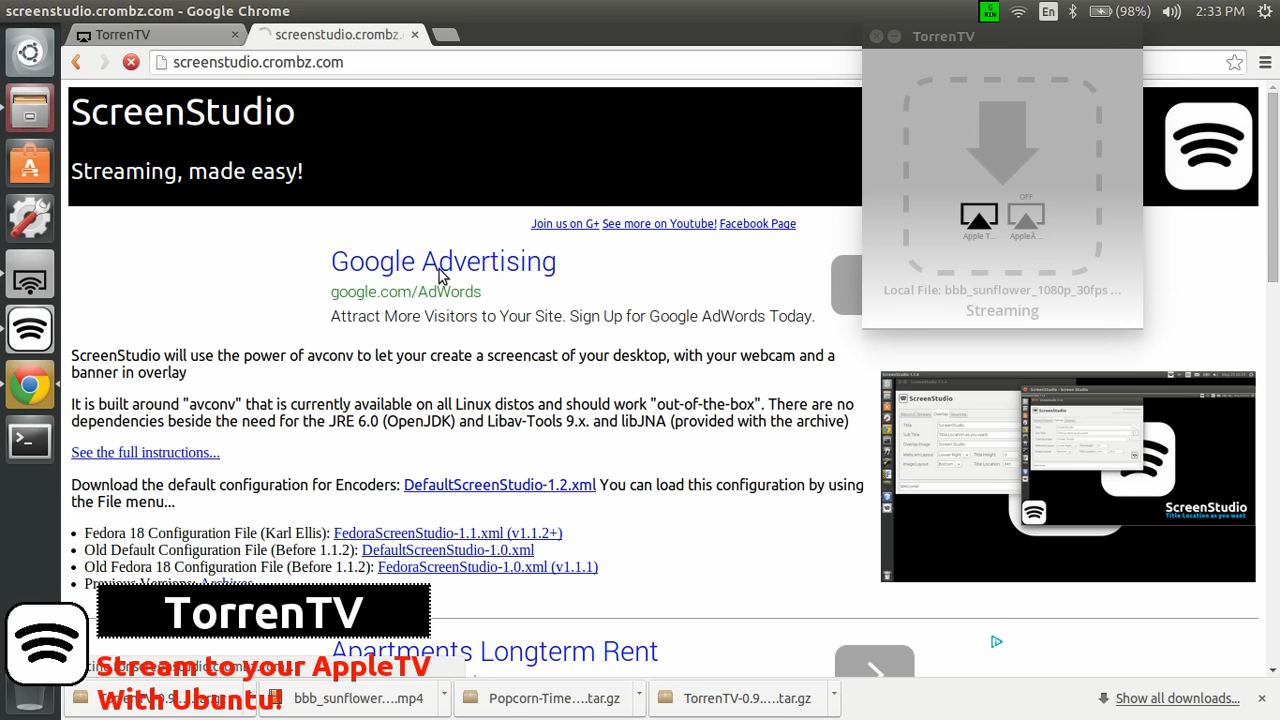 screenstudio.crombz.com - Google Chrome
En
(98%)
2:33 PM
TorrenTV
screenstudio.crombz.
TorrenTV
screenstudio.crombz.com
ScreenStudio
Streaming, made easy!
OFF
Apple T...
Local File: bbb_sunflower_1080p_30fps ...
Streaming
Join us on G+ See more on Youtube! Facebook Page
Google Advertising
google.com/AdWords
Attract More Visitors to Your Site. Sign Up for Google AdWords Today.
ScreenStudio will use the power of avconv to let your create a screencast of your desktop, with your webcam and a
banner in overlay
It is built around "avconv" that is currently available on all Linux distos and should work "out-of-the-box". There are no
dependencies beside the need for the JRE 6.0 (OpenJDK) and Libav-Tools 9.x. and libJNA (provided with the archive)
See the full instructions...
Download the default configuration for Encoders: DefaultScreenStudio-1.2.xml You can load this configuration by using
the File menu...
Fedora 18 Configuration File (Karl Ellis): FedoraScreenStudio-1.1.xml (v1.1.2+)
Old Default Configuration File (Before 1.1.2): DefaultScreenStudio-1.0.xml
Old Fedora 18 Configuration File (Before 1.1.2): FedoraScreenStudio-1.0.xml (v1.1.1)
Previous Versions: Archives
ScreenStudio
Title Location as you want
TorrenTV
Apartments Longterm Rent
Stream to your AppleTV
With Ubuntu!
bbb_sunflower....mp4
Popcorn-Time....tar.gz
TorrenTV-0.9.....tar.gz
Show all downloads...